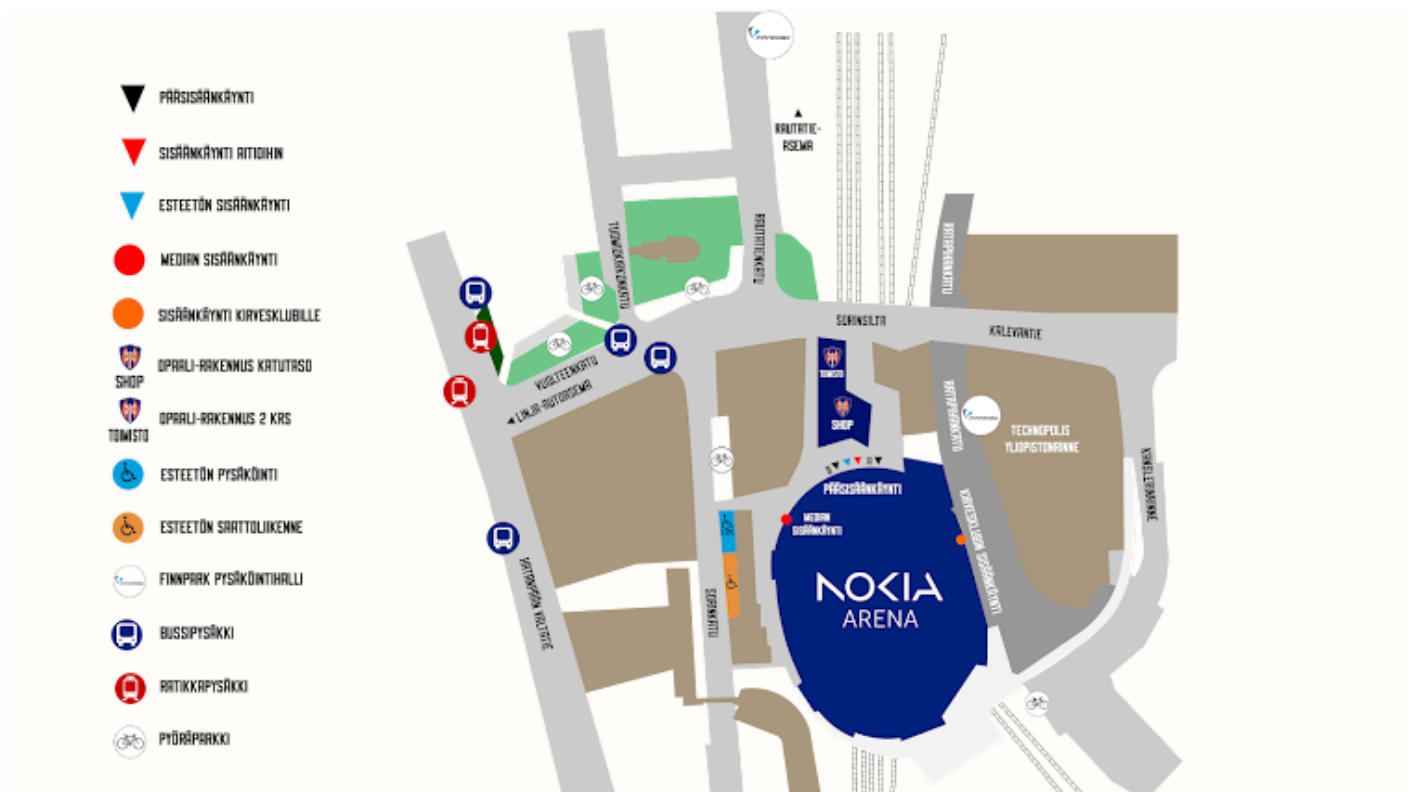 PÄÄSISÄÄNKÄYNTI
SISÄÄNKÄYNTI AITIOIHIN
ESTEETÖN SISÄÄNKÄYNTI
MEDIAN SISÄÄNKÄYNTI
SISÄÄNKÄYNTI KIRVESKLUBILLE
SHOP
OPAALI-RAKENNUS KATUTASO
TOIMISTO
OPAALI-RAKENNUS 2 KRS
ESTEETÖN PYSÄKÖINTI
ESTEETÖN SAATTOLIIKENNE
FINNPARK PYSÄKÖINTIHALLI
BUSSIPYSÄKKI
RATIKKAPYSÄKKI
PYÖRÄPARKKI
RAUTATIE-
ASEMA
TUOMIOKIRKONKATU
RAUTATIENKATU
RATAPIHANKATU
SORINSILTA
KALEVANTIE
VUOLTEENKATU
LINJA-AUTOASEMA
TOIMISTO
SHOP
RATAPIHANKATU
TECHNOPOLIS
YLIOPISTONRINNE
KANSLERINRINNE
B
A
PÄÄSISÄÄNKÄYNTI
MEDIAN
SISÄÄNKÄYNTI
KIRVESKLUBIN SISÄÄNKÄYNTI
HATANPÄÄN VALTATIE
SORINKATU
NOKIA
ARENA